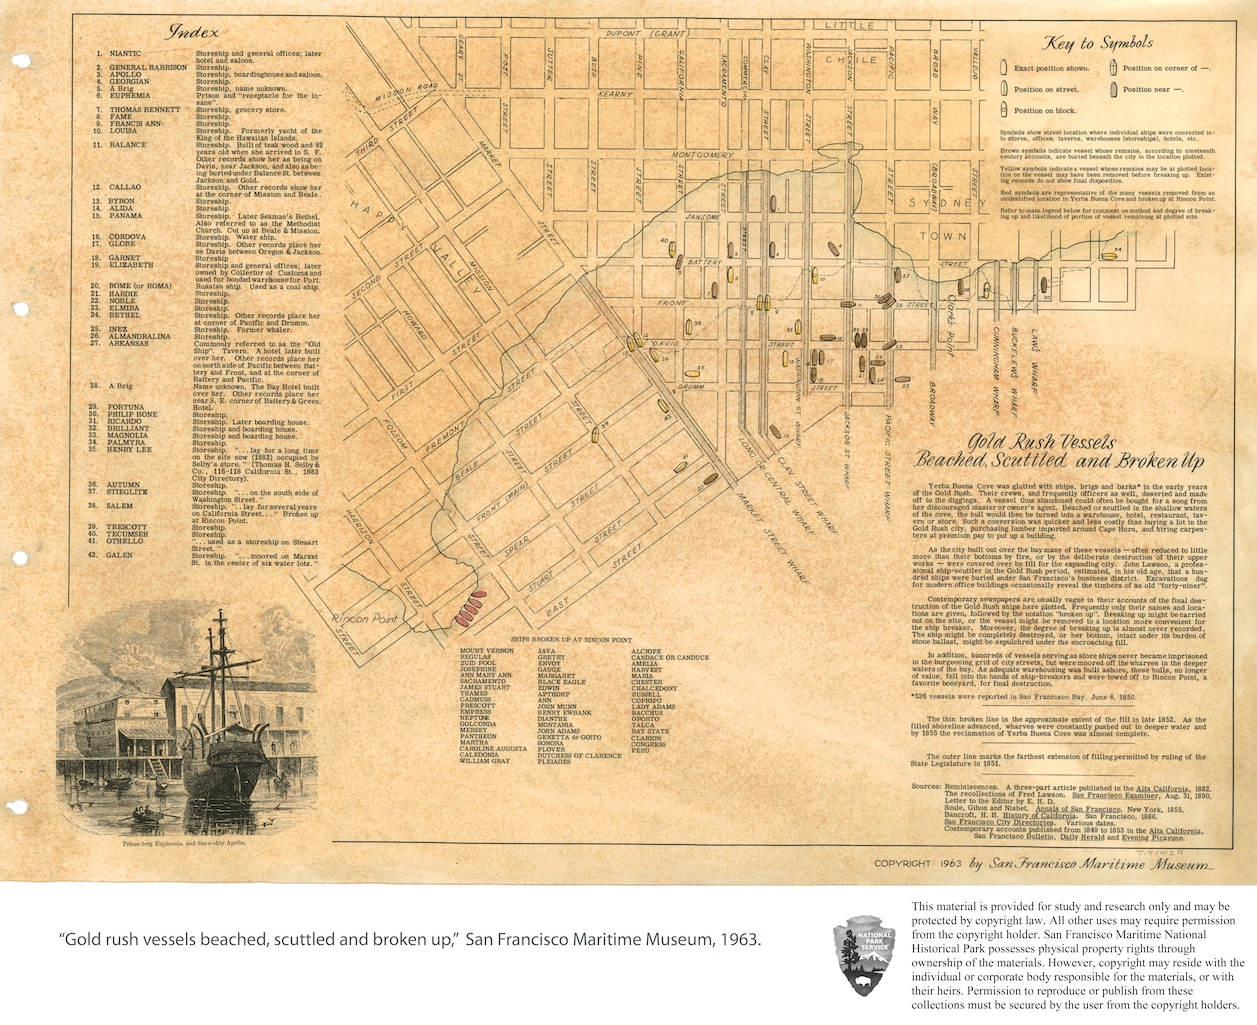 Index
1. NIANTIC Storeship and general offices; later
hotel and saloon.
2. GENERAL HARRISON Storeship.
3. APOLLO Storeship, boardinghouse and saloon.
4. GEORGIAN Storeship.
5. A Brig Storeship, name unknown.
6. EUPHEMIA Prison and "receptacle for the in-
sane".
7. THOMAS BENNETT Storeship, grocery store.
8. FAME Storeship.
9. FRANCIS ANN Storeship.
10. LOUISA Storeship. Formerly yacht of the
King of the Hawaiian Islands.
11. BALANCE Storeship. Built of teak wood and 92
years old when she arrived in S. F.
Other records show her as being on
Davis, near Jackson, and also as be-
ing buried under Balance St. between
Jackson and Gold.
12. CALLAO Storeship. Other records show her
at the corner of Mission and Beale.
13. BYRON Storeship.
14. ALIDA Storeship.
15. PANAMA Storeship. Later Seaman's Bethel.
Also referred to as the Methodist
Church. Cut up at Beale & Mission.
16. CORDOVA Storeship. Water ship.
17. GLOBE Storeship. Other records place her
on Davis between Oregon & Jackson.
18. GARNET Storeship
19. ELIZABETH Storeship and general offices; later
owned by Collector of Customs and
used for bonded warehouse for Port.
20. ROME (or ROMA) Russian ship. Used as a coal ship.
21. HARDIE Storeship.
22. NOBLE Storeship.
23. ELMIRA Storeship.
24. BETHEL Storeship. Other records place her
at corner of Pacific and Drumm.
25. INEZ Storeship. Former whaler.
26. ALMANDRALINA Storeship.
27. ARKANSAS Commonly referred to as the "Old
Ship". Tavern. A hotel later built
over her. Other records place her
on north side of Pacific between Bat-
tery and Front, and at the corner of
Battery and Pacific.
28. A Brig Name unknown. The Bay Hotel built
over her. Other records place her
near S. E. corner of Battery & Green.
29. FORTUNA Hotel.
30. PHILIP HONE Storeship.
31. RICARDO Storeship. Later boarding house.
32. BRILLIANT Storeship and boarding house.
33. MAGNOLIA Storeship and boarding house.
34. PALMYRA Storeship.
35. HENRY LEE Storeship. "...lay for a long time
on the site now (1882) occupied by
Selby's store." (Thomas H. Selby &
Co., 116-118 California St., 1883
City Directory).
36. AUTUMN Storeship.
37. STIEGLITZ Storeship. "...on the south side of
Washington Street."
38. SALEM Storeship. "...lay for several years
on California Street...." Broken up
at Rincon Point.
39. TRESCOTT Storeship.
40. TECUMSEH Storeship.
41. OTHELLO "...used as a storeship on Steuart
Street."
42. GALEN Storeship. "...moored on Market
St. in the center of six water lots."
Prison-brig Euphemia, and Store-ship Apollo.
LITTLE
CHILE
DUPONT (GRANT)
KEARNY
MONTGOMERY
SANSOME
BATTERY
STREET
FRONT
STREET
DAVIS
STREET
DRUMM
STREET
GEARY ST.
POST
STREET
SUTTER
STREET
BUSH
STREET
PINE
STREET
CALIFORNIA
STREET
SACRAMENTO
STREET
COMMERCIAL
STREET
CLAY
STREET
WASHINGTON
STREET
JACKSON
STREET
PACIFIC
STREET
BROAD
WAY
(BROADWAY)
VALLEJO
STREET
SYDNEY
TOWN
MISSION ROAD
THIRD STREET
MARKET
STREET
HAPPY
VALLEY
SECOND STREET
MISSION
STREET
HOWARD
STREET
FIRST
STREET
FOLSOM
STREET
FREMONT
STREET
BEALE
STREET
FRONT (MAIN)
STREET
SPEAR
STREET
STUART
STREET
EAST
HARRISON
STREET
Rincon Point
Clark's Point
CUNNINGHAM WHARF
BUCKELEW'S WHARF
LAW'S WHARF
BROADWAY
PACIFIC STREET WHARF
JACKSON ST. WHARF
WASHINGTON ST. WHARF
CLAY STREET WHARF
LONG OR CENTRAL WHARF
MARKET STREET WHARF
SHIPS BROKEN UP AT RINCON POINT
MOUNT VERNON
REGULAS
ZUID POOL
JOSEPHINE
ANN MARY ANN
SACRAMENTO
JAMES STUART
THAMES
CADMUSS
PRESCOTT
EMPRESS
NEPTUNE
GOLCONDA
MERSEY
PANTHEON
MARTHA
CAROLINE AUGUSTA
CALEDONIA
WILLIAM GRAY
JAVA
GRETRY
ENVOY
GAUGE
MARGARET
BLACK EAGLE
EDWIN
APTHORP
ANN
JOHN MUNN
HENRY EWBANK
DIANTHE
MONTANIA
JOHN ADAMS
GENETTA de GOITO
SONORA
PLOVER
DUTCHESS OF CLARENCE
PLEIADES
ALCIOPE
CANDACE OR CANDUCE
AMELIA
HARVEST
MARIA
CHESTER
CHALCEDONY
RUSSELL
COPIOPO
LADY ADAMS
BACCHUS
OPORTO
TALCA
BAY STATE
CLARION
CONGRESS
PERU
Key to Symbols
Exact position shown.
Position on street.
Position on block.
Position on corner of —.
Position near —.
Symbols show street location where individual ships were converted in-
to stores, offices, taverns, warehouses (storeships), hotels, etc.
Brown symbols indicate vessel whose remains, according to nineteenth
century accounts, are buried beneath the city in the location plotted.
Yellow symbols indicate a vessel whose remains may be at plotted loca-
tion or the vessel may have been removed before breaking up. Exist-
ing records do not show final disposition.
Red symbols are representative of the many vessels removed from an
unidentified location in Yerba Buena Cove and broken up at Rincon Point.
Refer to main legend below for comment on method and degree of break-
ing up and likelihood of portion of vessel remaining at plotted site.
Gold Rush Vessels
Beached, Scuttled and Broken Up
Yerba Buena Cove was glutted with ships, brigs and barks* in the early years
of the Gold Rush. Their crews, and frequently officers as well, deserted and made
off to the diggings. A vessel thus abandoned could often be bought for a song from
her discouraged master or owner's agent. Beached or scuttled in the shallow waters
of the cove, the hull would then be turned into a warehouse, hotel, restaurant, tav-
ern or store. Such a conversion was quicker and less costly than buying a lot in the
Gold Rush city, purchasing lumber imported around Cape Horn, and hiring carpen-
ters at premium pay to put up a building.
As the city built out over the bay many of these vessels — often reduced to little
more than their bottoms by fire, or by the deliberate destruction of their upper
works — were covered over by fill for the expanding city. John Lawson, a profes-
sional ship-scuttler in the Gold Rush period, estimated, in his old age, that a hun-
dred ships were buried under San Francisco's business district. Excavations dug
for modern office buildings occasionally reveal the timbers of an old "forty-niner".
Contemporary newspapers are usually vague in their accounts of the final des-
truction of the Gold Rush ships here plotted. Frequently only their names and loca-
tions are given, followed by the notation "broken up". Breaking up might be carried
out on the site, or the vessel might be removed to a location more convenient for
the ship breaker. Moreover, the degree of breaking up is almost never recorded.
The ship might be completely destroyed, or her bottom, intact under its burden of
stone ballast, might be sepulchred under the encroaching fill.
In addition, hundreds of vessels serving as store ships never became imprisoned
in the burgeoning grid of city streets, but were moored off the wharves in the deeper
waters of the bay. As adequate warehousing was built ashore, these hulls, no longer
of value, fell into the hands of ship-breakers and were towed off to Rincon Point, a
favorite boneyard, for final destruction.
*526 vessels were reported in San Francisco Bay, June 6, 1850.
The thin broken line is the approximate extent of the fill in late 1852. As the
filled shoreline advanced, wharves were constantly pushed out to deeper water and
by 1855 the reclamation of Yerba Buena Cove was almost complete.
The outer line marks the farthest extension of filling permitted by ruling of the
State Legislature in 1851.
Sources: Reminiscences. A three-part article published in the Alta California, 1882.
The recollections of Fred Lawson. San Francisco Examiner, Aug. 31, 1890.
Letter to the Editor by E. H. D.
Soule, Gihon and Nisbet. Annals of San Francisco. New York, 1855.
Bancroft, H. H. History of California. San Francisco, 1888.
San Francisco City Directories. Various dates.
Contemporary accounts published from 1849 to 1853 in the Alta California,
San Francisco Bulletin, Daily Herald and Evening Picayune.
COPYRIGHT 1963 by San Francisco Maritime Museum
"Gold rush vessels beached, scuttled and broken up," San Francisco Maritime Museum, 1963.
NATIONAL
PARK
SERVICE
This material is provided for study and research only and may be
protected by copyright law. All other uses may require permission
from the copyright holder. San Francisco Maritime National
Historical Park possesses physical property rights through
ownership of the materials. However, copyright may reside with the
individual or corporate body responsible for the materials, or with
their heirs. Permission to reproduce or publish from these
collections must be secured by the user from the copyright holders.